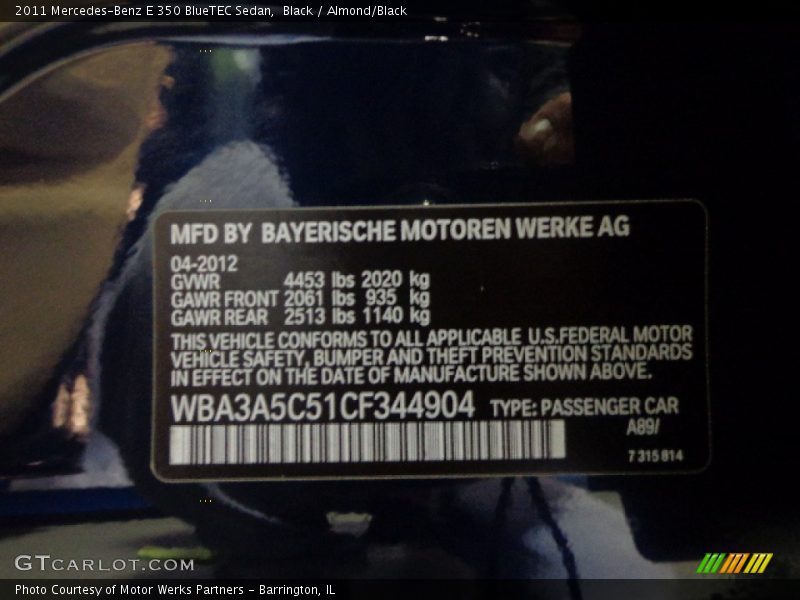 2011 Mercedes-Benz E 350 BlueTEC Sedan, Black / Almond/Black
MFD BY BAYERISCHE MOTOREN WERKE AG
04-2012
GVWR 4453 lbs 2020 kg
GAWR FRONT 2061 lbs 935 kg
GAWR REAR 2513 lbs 1140 kg
THIS VEHICLE CONFORMS TO ALL APPLICABLE U.S.FEDERAL MOTOR
VEHICLE SAFETY, BUMPER AND THEFT PREVENTION STANDARDS
IN EFFECT ON THE DATE OF MANUFACTURE SHOWN ABOVE.
WBA3A5C51CF344904 TYPE: PASSENGER CAR
A89/
7 315 814
GTCARLOT.COM
Photo Courtesy of Motor Werks Partners - Barrington, IL